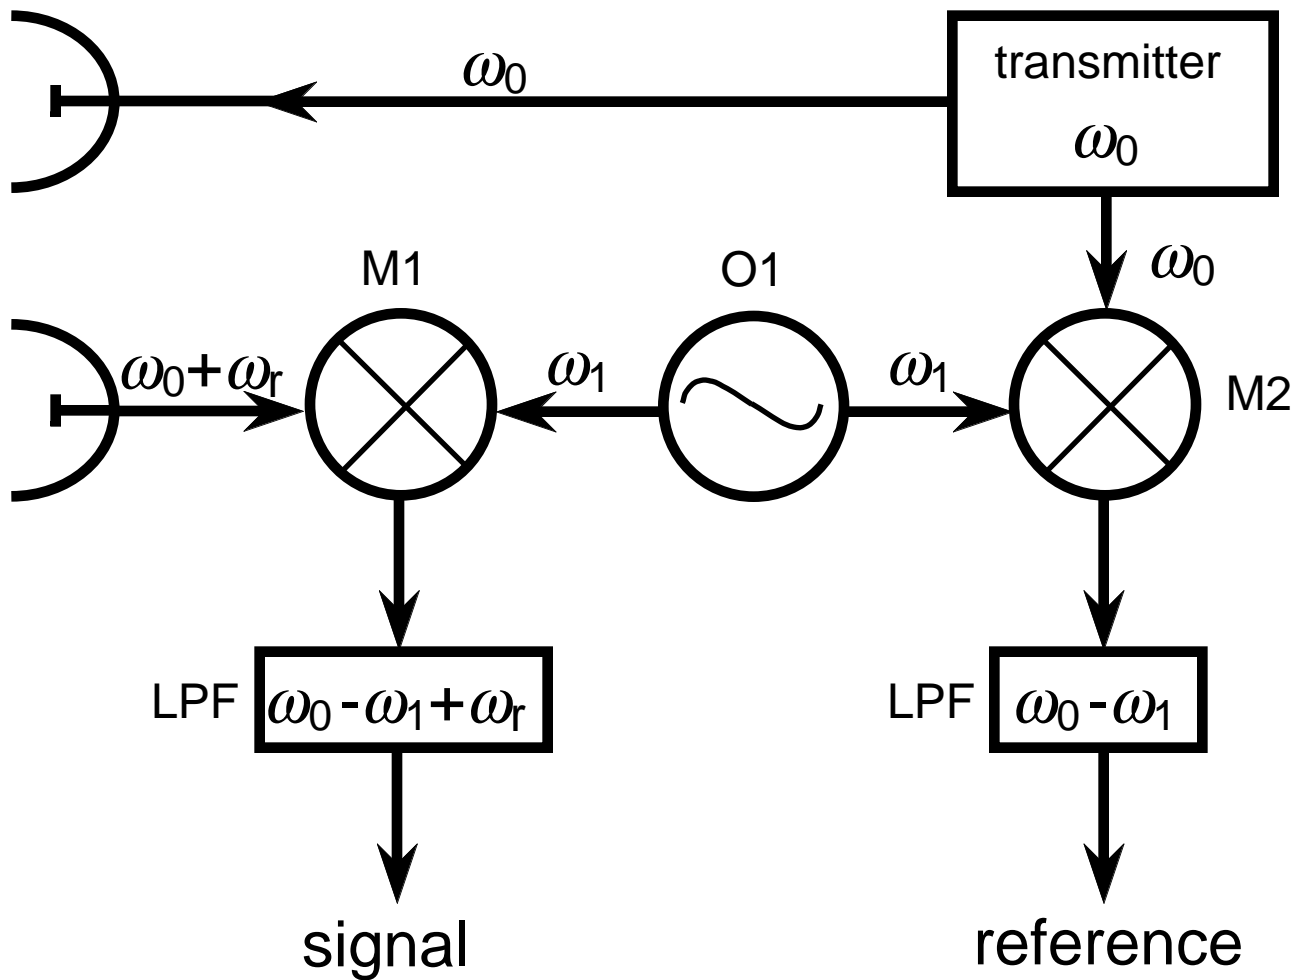 transmitter
ω0
ω0
ω0
M1
O1
ω0+ωr
ω1
ω1
M2
LPF
ω0-ω1+ωr
LPF
ω0-ω1
signal
reference